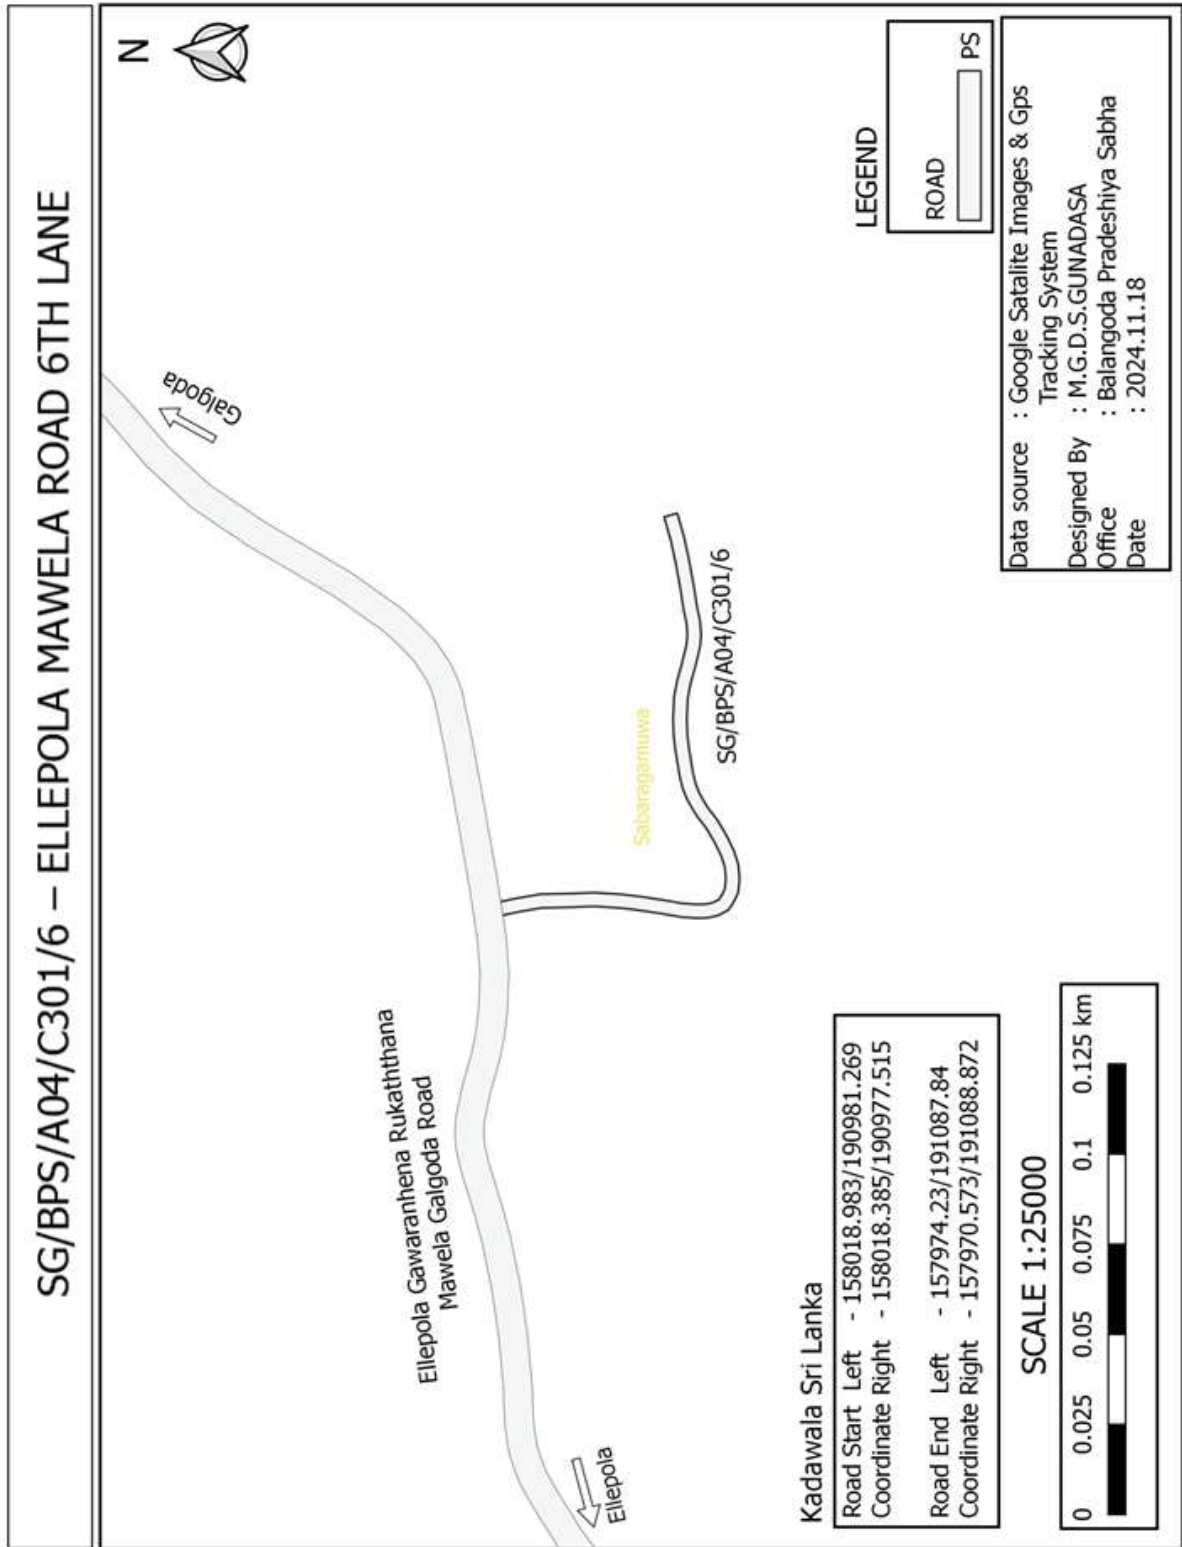 SG/BPS/A04/C301/6 – ELLEPOLA MAWELA ROAD 6TH LANE
N
Galgoda
Ellepola Gawaranhena Rukaththana
Mawela Galgoda Road
Sabaragamuwa
SG/BPS/A04/C301/6
Ellepola
Kadawala Sri Lanka
Road Start Left - 158018.983/190981.269
Coordinate Right - 158018.385/190977.515
Road End Left - 157974.23/191087.84
Coordinate Right - 157970.573/191088.872
SCALE 1:25000
0 0.025 0.05 0.075 0.1 0.125 km
LEGEND
ROAD
PS
Data source : Google Satalite Images & Gps
Tracking System
Designed By : M.G.D.S.GUNADASA
Office : Balangoda Pradeshiya Sabha
Date : 2024.11.18